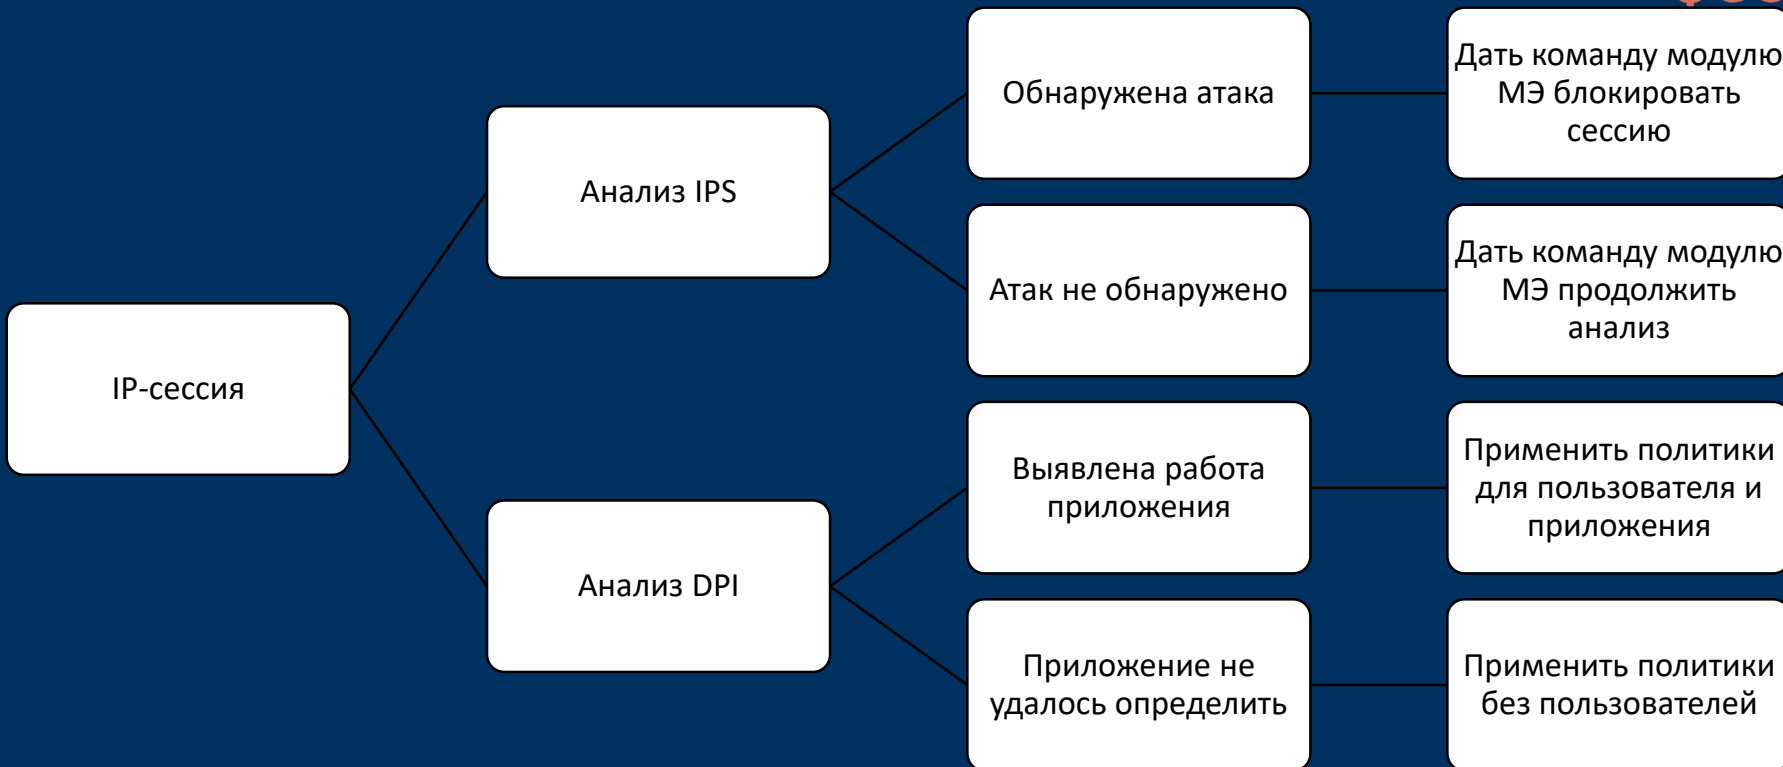 IP-сессия
Анализ IPS
Анализ DPI
Обнаружена атака
Атак не обнаружено
Выявлена работа
приложения
Приложение не
удалось определить
Дать команду модулю
МЭ блокировать
сессию
Дать команду модулю
МЭ продолжить
анализ
Применить политики
для пользователя и
приложения
Применить политики
без пользователей